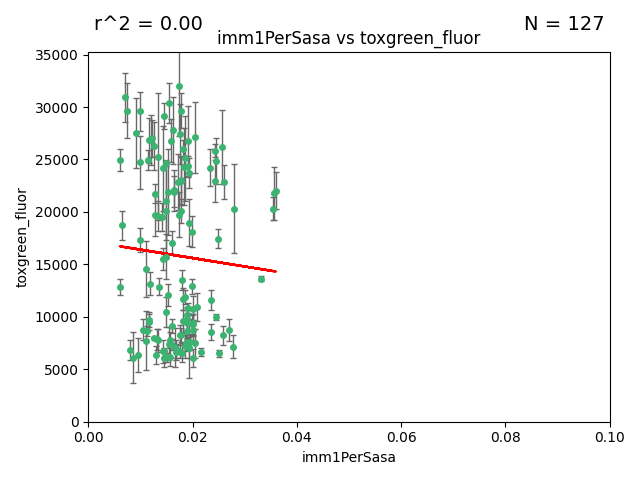 r^2 = 0.00
N = 127
imm1PerSasa vs toxgreen_fluor
35000
30000
25000
20000
15000
10000
5000
0
toxgreen_fluor
0.00
0.02
0.04
0.06
0.08
0.10
imm1PerSasa